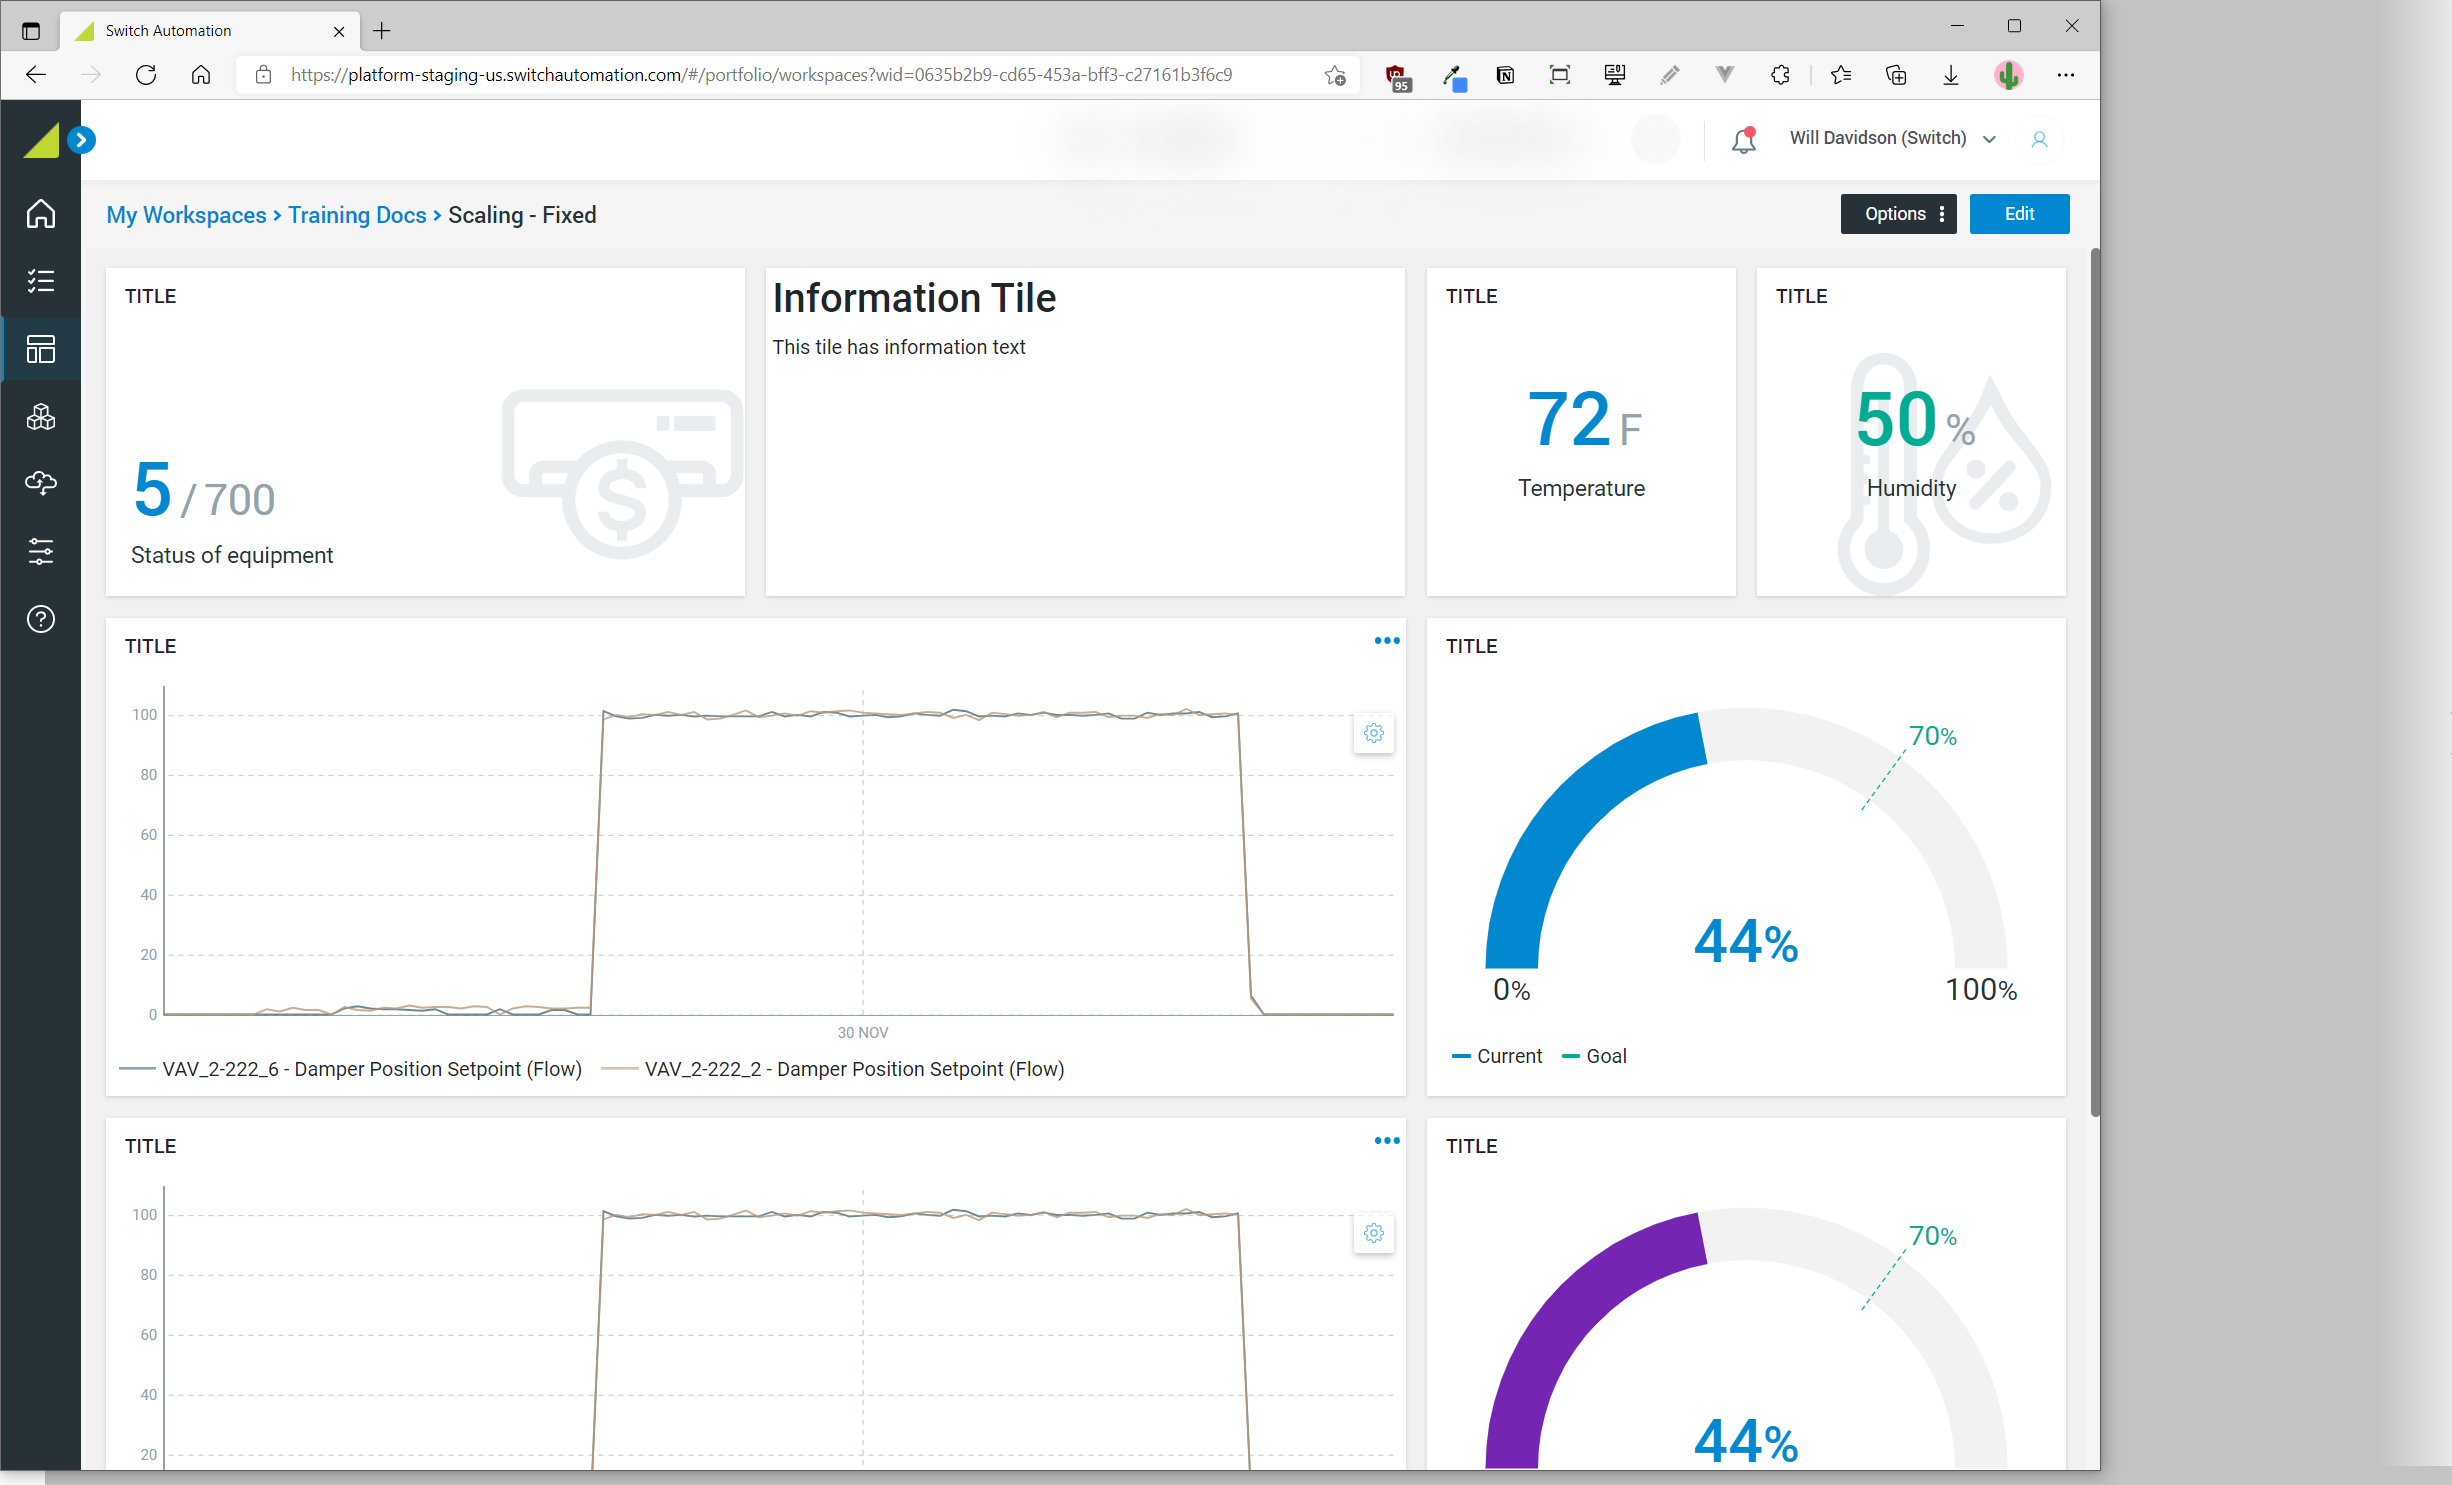 Switch Automation
https://platform-staging-us.switchautomation.com/#/portfolio/workspaces?wid=0635b2b9-cd65-453a-bff3-c27161b3f6c9
95
Will Davidson (Switch)
My Workspaces > Training Docs > Scaling - Fixed
Options
Edit
TITLE
5 / 700
Status of equipment
Information Tile
This tile has information text
TITLE
72 F
Temperature
TITLE
50 %
Humidity
TITLE
100
80
60
40
20
0
30 NOV
VAV_2-222_6 - Damper Position Setpoint (Flow)
VAV_2-222_2 - Damper Position Setpoint (Flow)
TITLE
70%
44%
0%
100%
Current
Goal
TITLE
100
80
60
40
20
TITLE
70%
44%